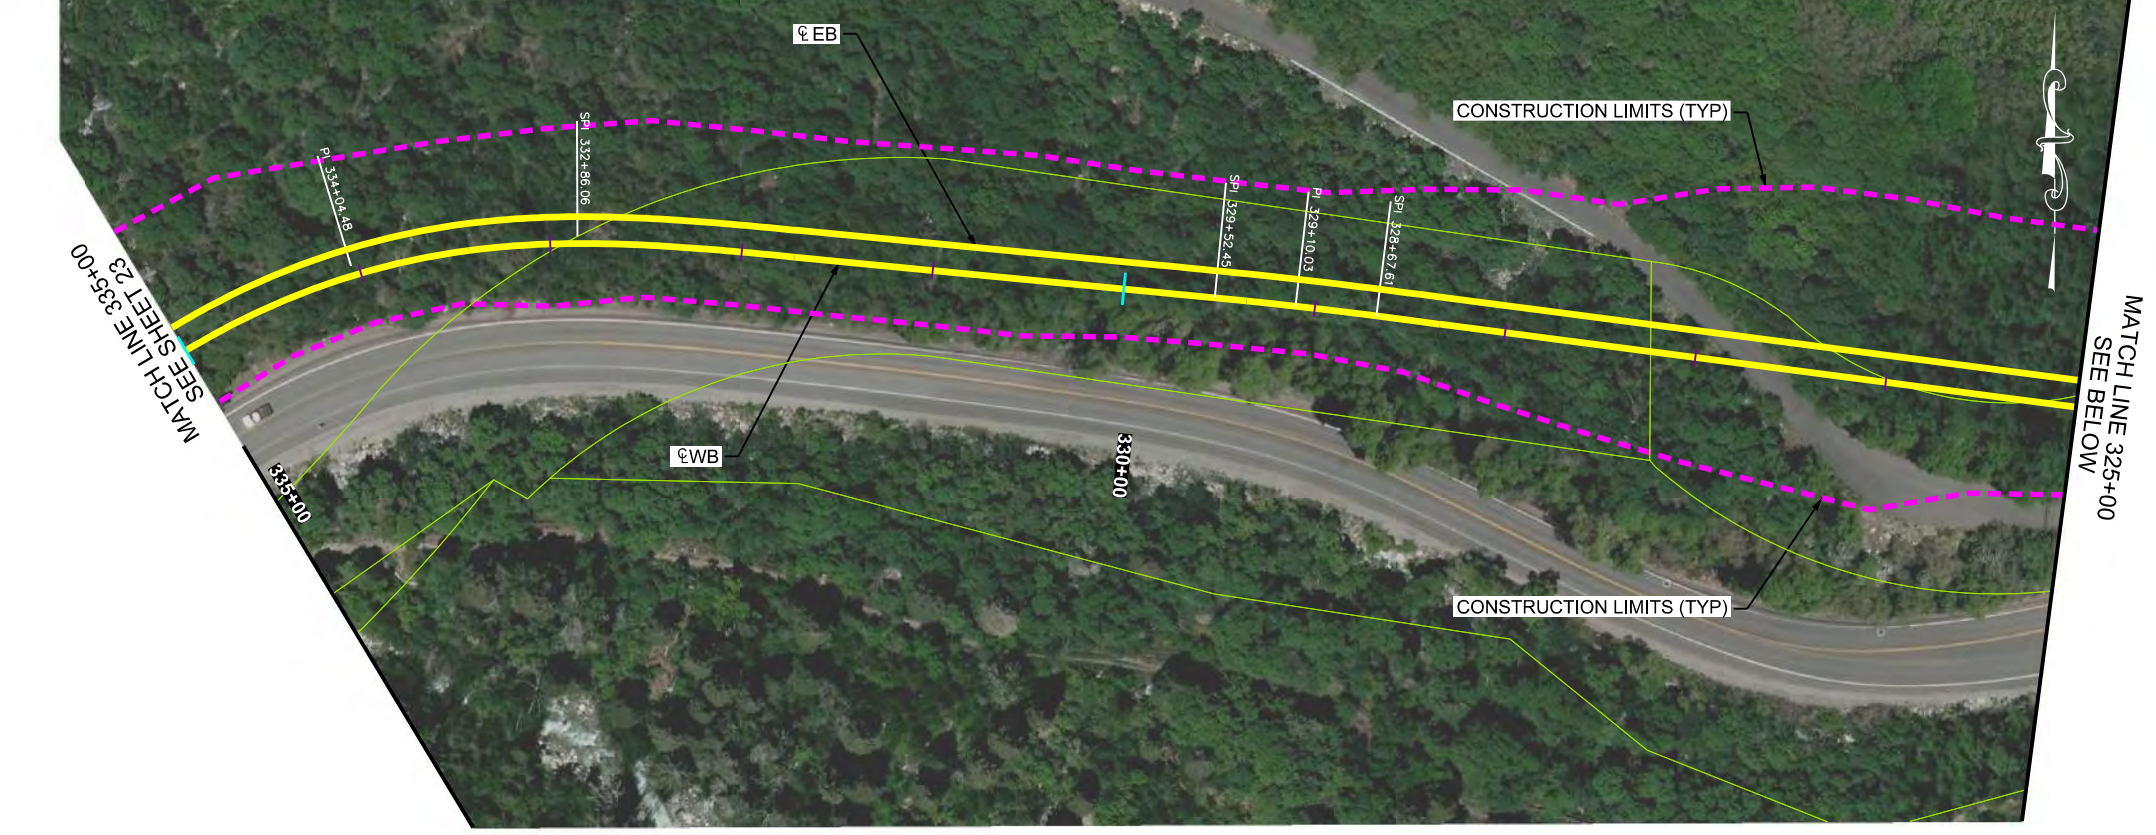 ℄ EB
CONSTRUCTION LIMITS (TYP)
PI 334+04.48
SPI 332+86.06
SPI 329+52.45
PI 329+10.03
SPI 328+67.61
MATCH LINE 335+00
SEE SHEET 23
MATCH LINE 325+00
SEE BELOW
℄ WB
335+00
330+00
CONSTRUCTION LIMITS (TYP)